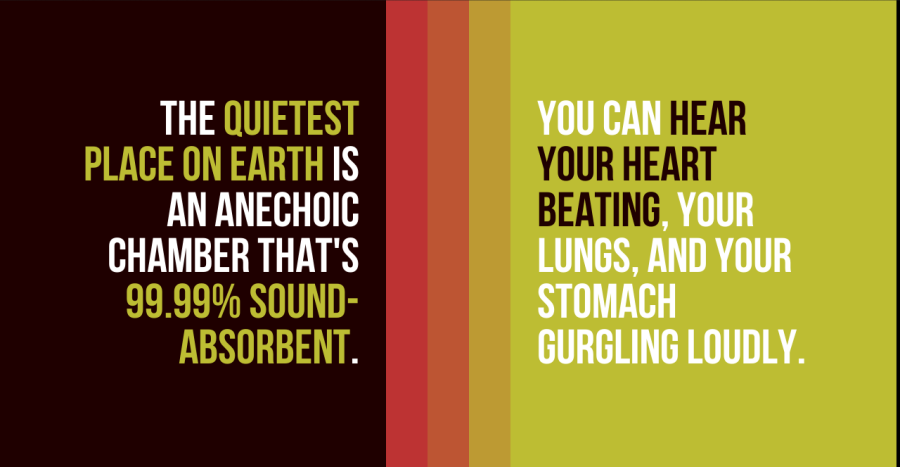 THE QUIETEST
PLACE ON EARTH IS
AN ANECHOIC
CHAMBER THAT'S
99.99% SOUND-
ABSORBENT.
YOU CAN HEAR
YOUR HEART
BEATING, YOUR
LUNGS, AND YOUR
STOMACH
GURGLING LOUDLY.